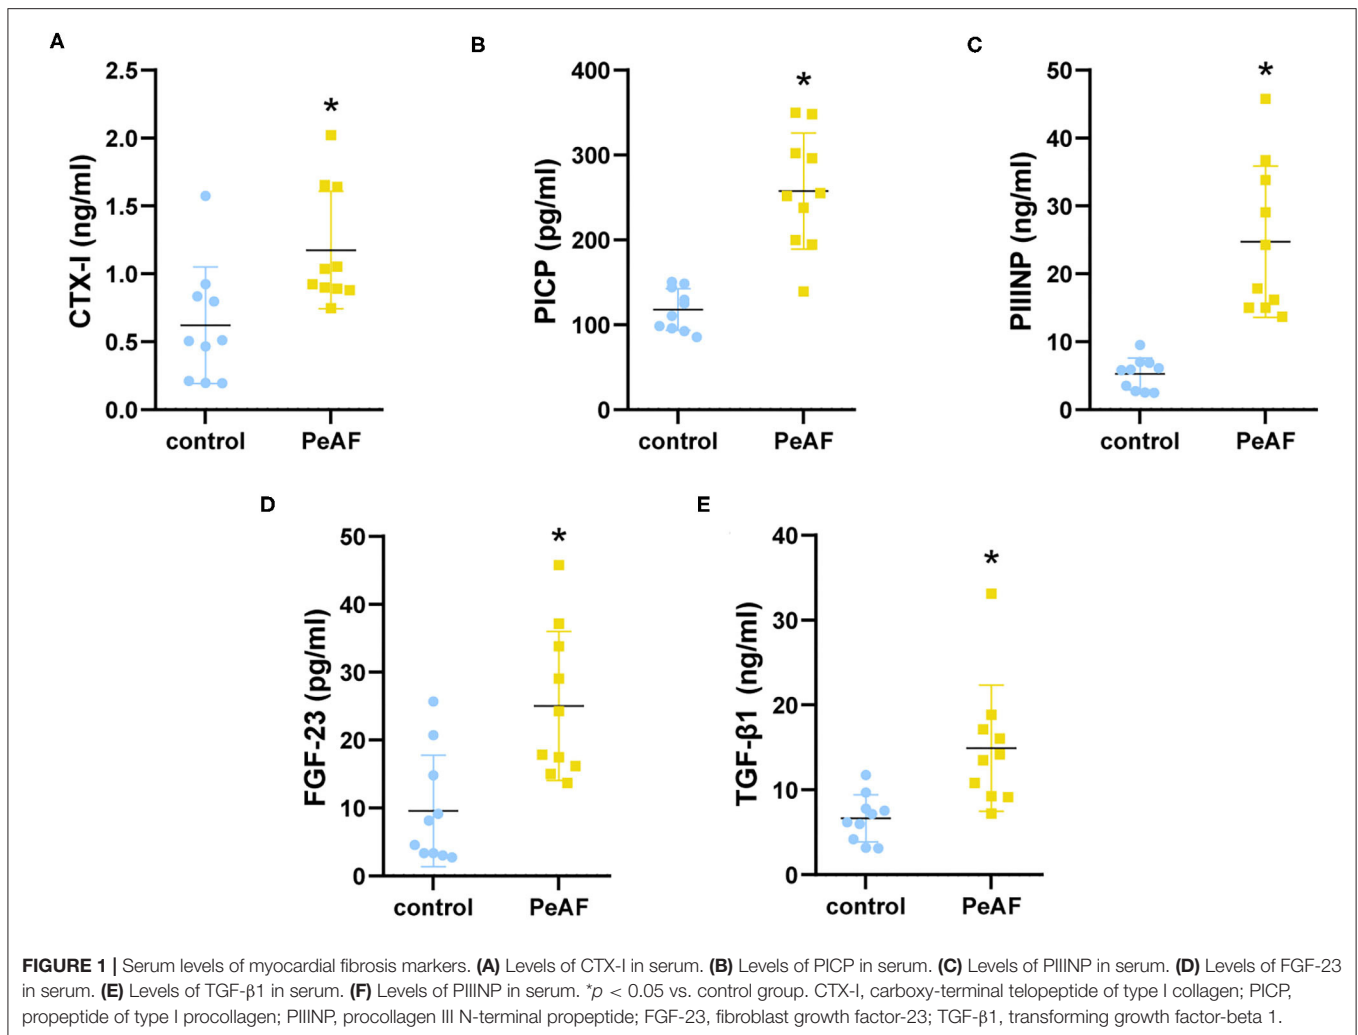 A
B
C
2.5
2.0
1.5
1.0
0.5
0.0
CTX-I (ng/ml)
*
control
PeAF
400
300
200
100
0
PICP (pg/ml)
*
control
PeAF
50
40
30
20
10
0
PIIINP (ng/ml)
*
control
PeAF
D
E
50
40
30
20
10
0
FGF-23 (pg/ml)
*
control
PeAF
40
30
20
10
0
TGF-β1 (ng/ml)
*
control
PeAF
FIGURE 1 | Serum levels of myocardial fibrosis markers. (A) Levels of CTX-I in serum. (B) Levels of PICP in serum. (C) Levels of PIIINP in serum. (D) Levels of FGF-23
in serum. (E) Levels of TGF-β1 in serum. (F) Levels of PIIINP in serum. *p < 0.05 vs. control group. CTX-I, carboxy-terminal telopeptide of type I collagen; PICP,
propeptide of type I procollagen; PIIINP, procollagen III N-terminal propeptide; FGF-23, fibroblast growth factor-23; TGF-β1, transforming growth factor-beta 1.